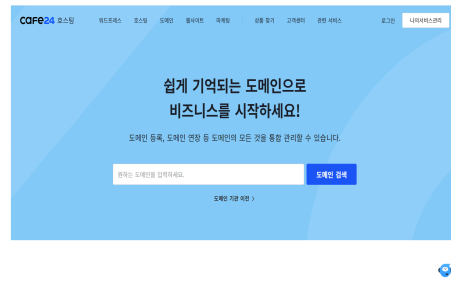 cafe24 호스팅
워드프레스 호스팅 도메인 웹사이트 마케팅 상품 찾기 고객센터 관련 서비스 로그인 나의서비스관리
쉽게 기억되는 도메인으로
비즈니스를 시작하세요!
도메인 등록, 도메인 연장 등 도메인의 모든 것을 통합 관리할 수 있습니다.
원하는 도메인을 입력하세요.
도메인 검색
도메인 기관 이전 >